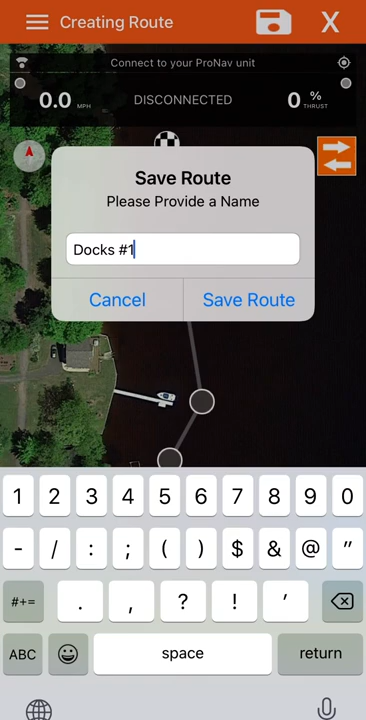 Creating Route
X
Connect to your ProNav unit
0.0 MPH
DISCONNECTED
0 % THRUST
Save Route
Please Provide a Name
Docks #1
Cancel
Save Route
1 2 3 4 5 6 7 8 9 0
- / : ; ( ) $ & @ "
#+= . , ? ! ’
ABC space return